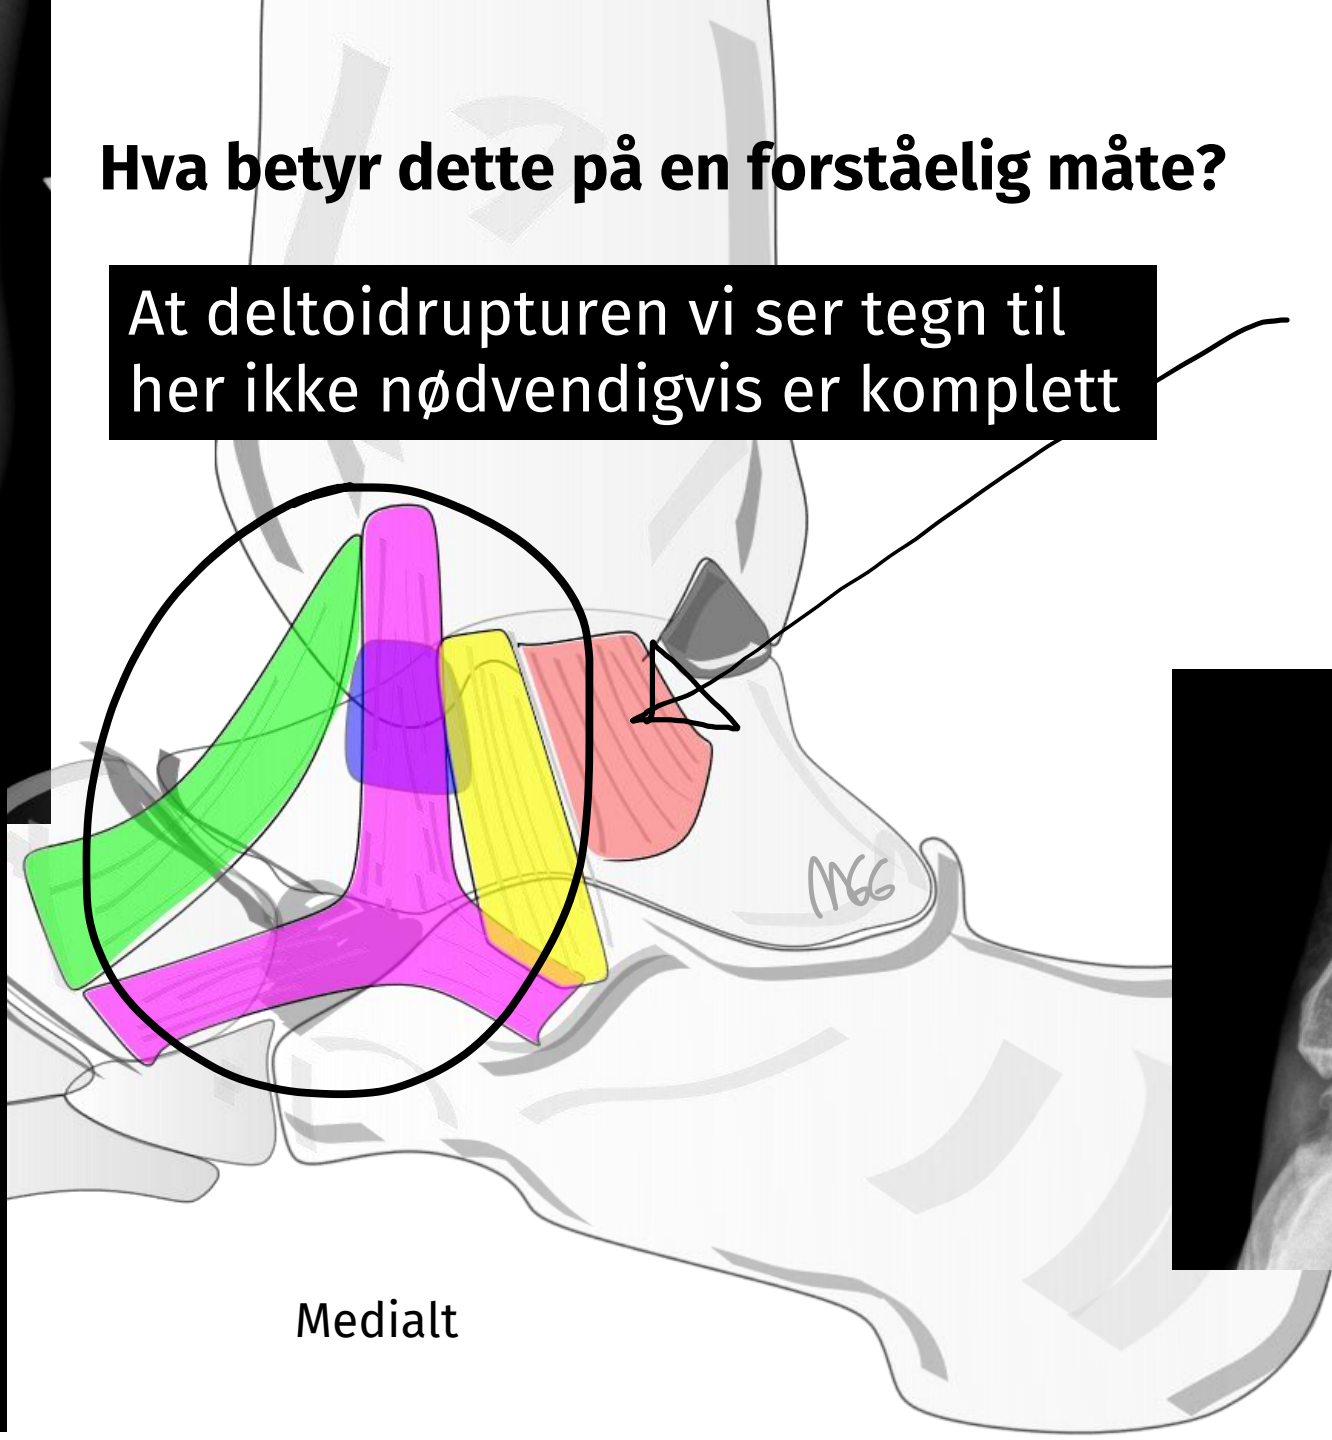 Hva betyr dette på en forståelig måte?
At deltoidrupturen vi ser tegn til
her ikke nødvendigvis er komplett
MGG
Medialt